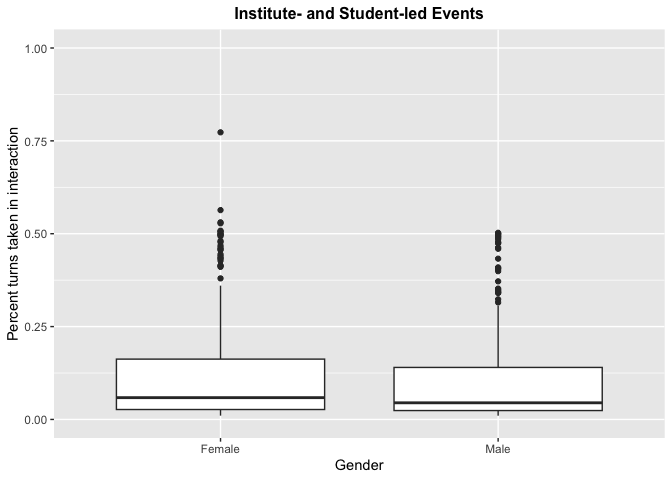 Institute- and Student-led Events
1.00
0.75
0.50
0.25
0.00
Percent turns taken in interaction
Female
Male
Gender